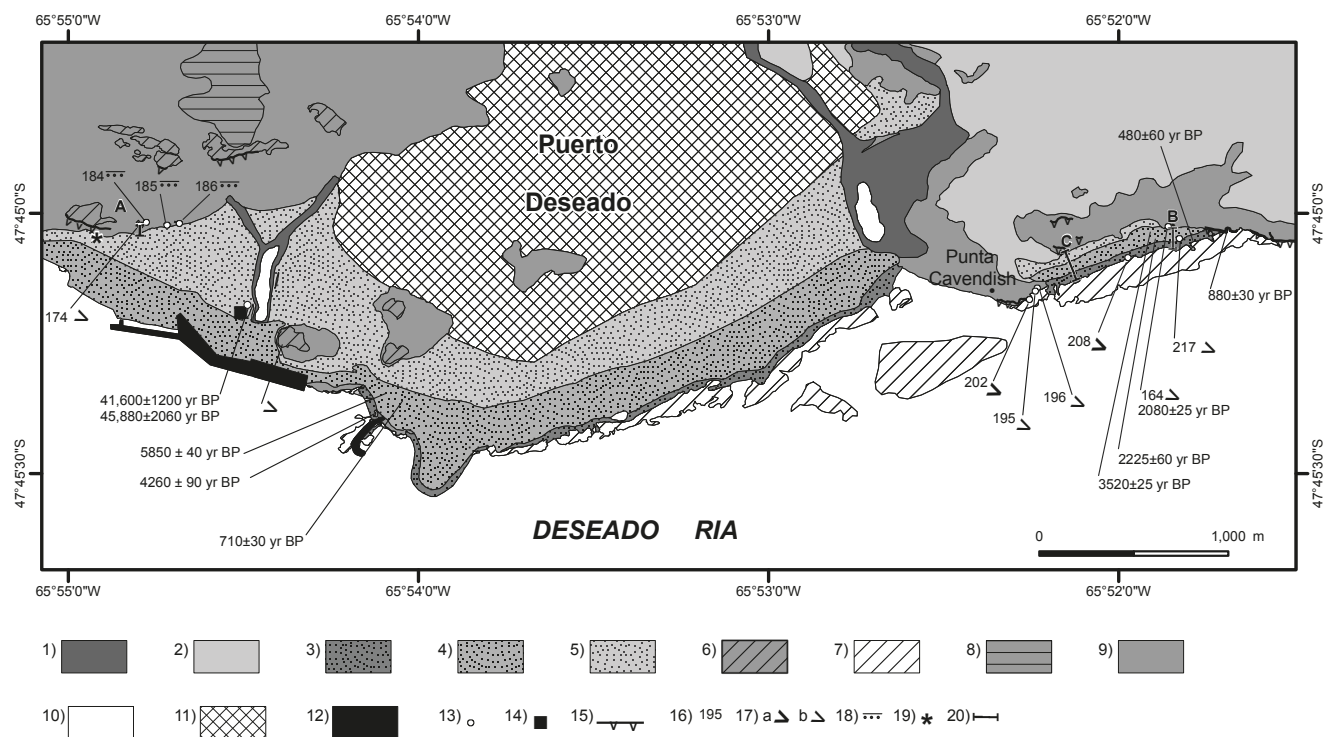 65°55'0"W 65°54'0"W 65°53'0"W 65°52'0"W
480±60 yr BP
Puerto
184 185 186
A
Deseado
47°45'0"S
47°45'0"S
B
C
Punta
Cavendish
880±30 yr BP
174
208
217
202
196
164
41,600±1200 yr BP
45,880±2060 yr BP
2080±25 yr BP
195
5850 ± 40 yr BP
2225±60 yr BP
4260 ± 90 yr BP
3520±25 yr BP
47°45'30"S
47°45'30"S
710±30 yr BP
DESEADO RIA
0 1,000 m
65°55'0"W 65°54'0"W 65°53'0"W 65°52'0"W
1) 2) 3) 4) 5) 6) 7) 8) 9)
10) 11) 12) 13) 14) 15) 16) 195 17) a b 18) 19) * 20)